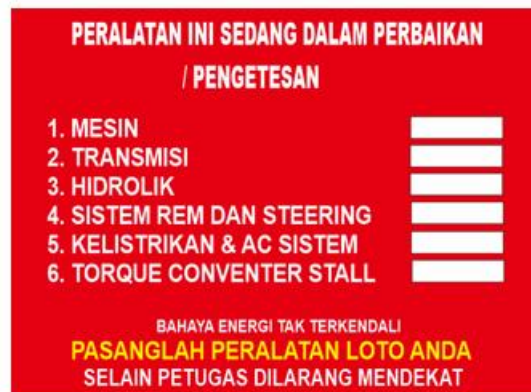 PERALATAN INI SEDANG DALAM PERBAIKAN
/ PENGETESAN
1. MESIN
2. TRANSMISI
3. HIDROLIK
4. SISTEM REM DAN STEERING
5. KELISTRIKAN & AC SISTEM
6. TORQUE CONVENTER STALL
BAHAYA ENERGI TAK TERKENDALI
PASANGLAH PERALATAN LOTO ANDA
SELAIN PETUGAS DILARANG MENDEKAT